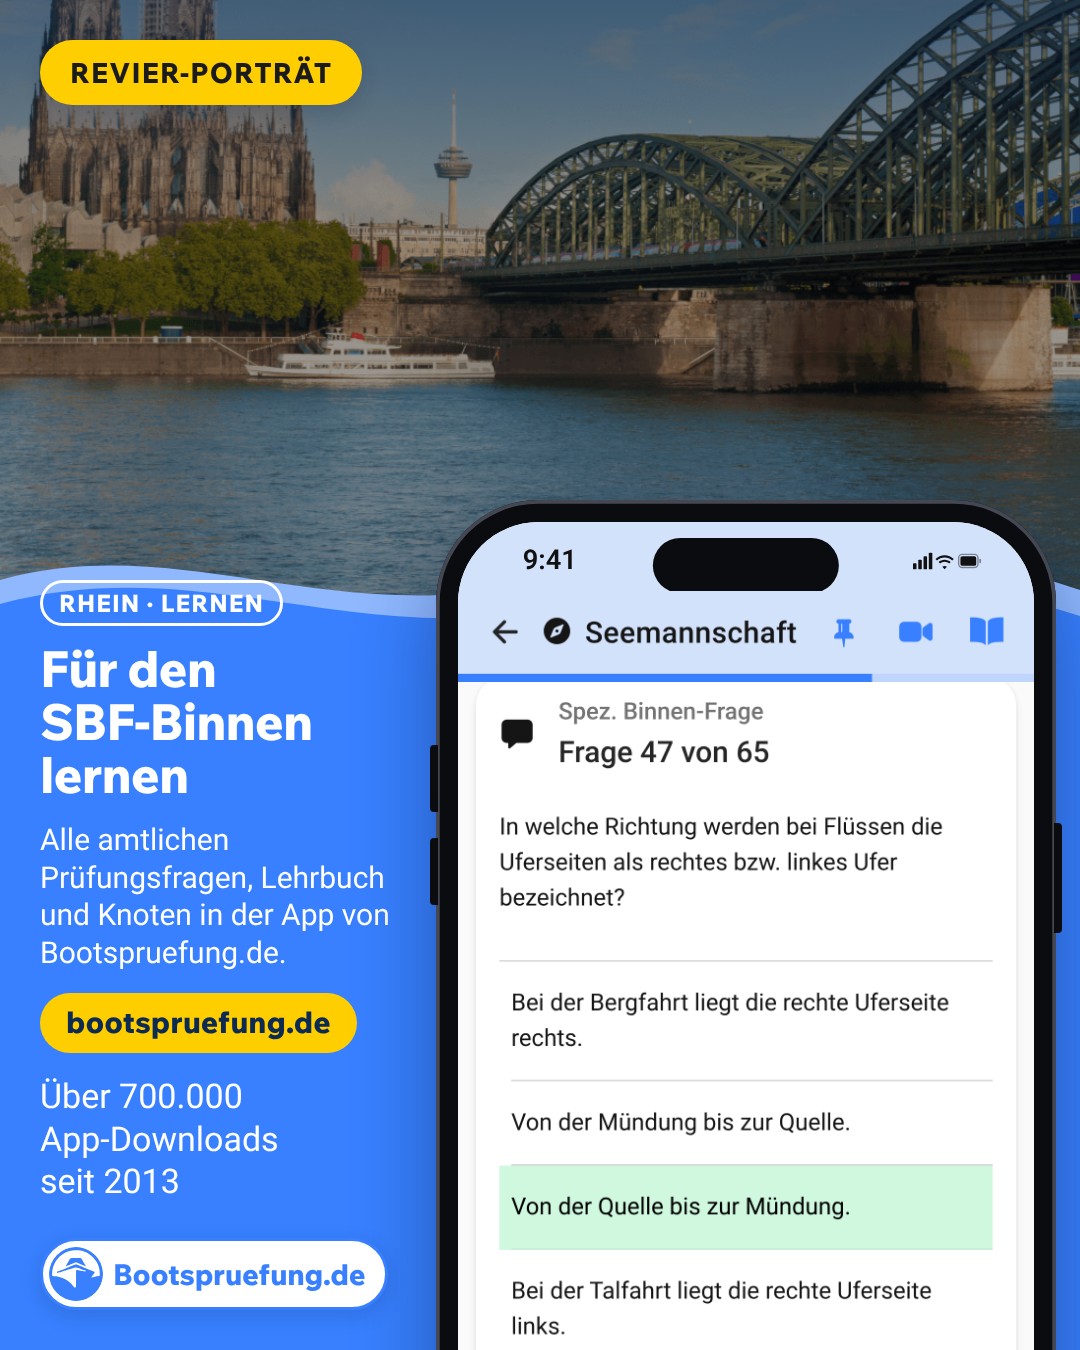 REVIER-PORTRÄT
RHEIN · LERNEN
Für den
SBF-Binnen
lernen
Alle amtlichen
Prüfungsfragen, Lehrbuch
und Knoten in der App von
Bootspruefung.de.
bootspruefung.de
Über 700.000
App-Downloads
seit 2013
Bootspruefung.de
9:41
Seemannschaft
Spez. Binnen-Frage
Frage 47 von 65
In welche Richtung werden bei Flüssen die
Uferseiten als rechtes bzw. linkes Ufer
bezeichnet?
Bei der Bergfahrt liegt die rechte Uferseite
rechts.
Von der Mündung bis zur Quelle.
Von der Quelle bis zur Mündung.
Bei der Talfahrt liegt die rechte Uferseite
links.